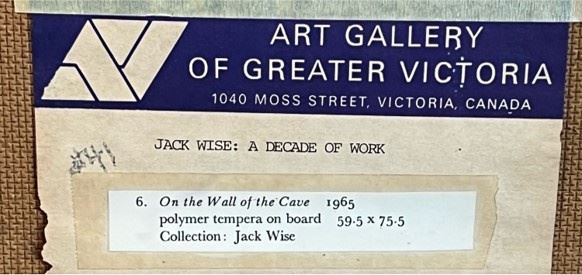 ART GALLERY
OF GREATER VICTORIA
1040 MOSS STREET, VICTORIA, CANADA
JACK WISE: A DECADE OF WORK
#41
6. On the Wall of the Cave 1965
polymer tempera on board 59.5 x 75.5
Collection: Jack Wise